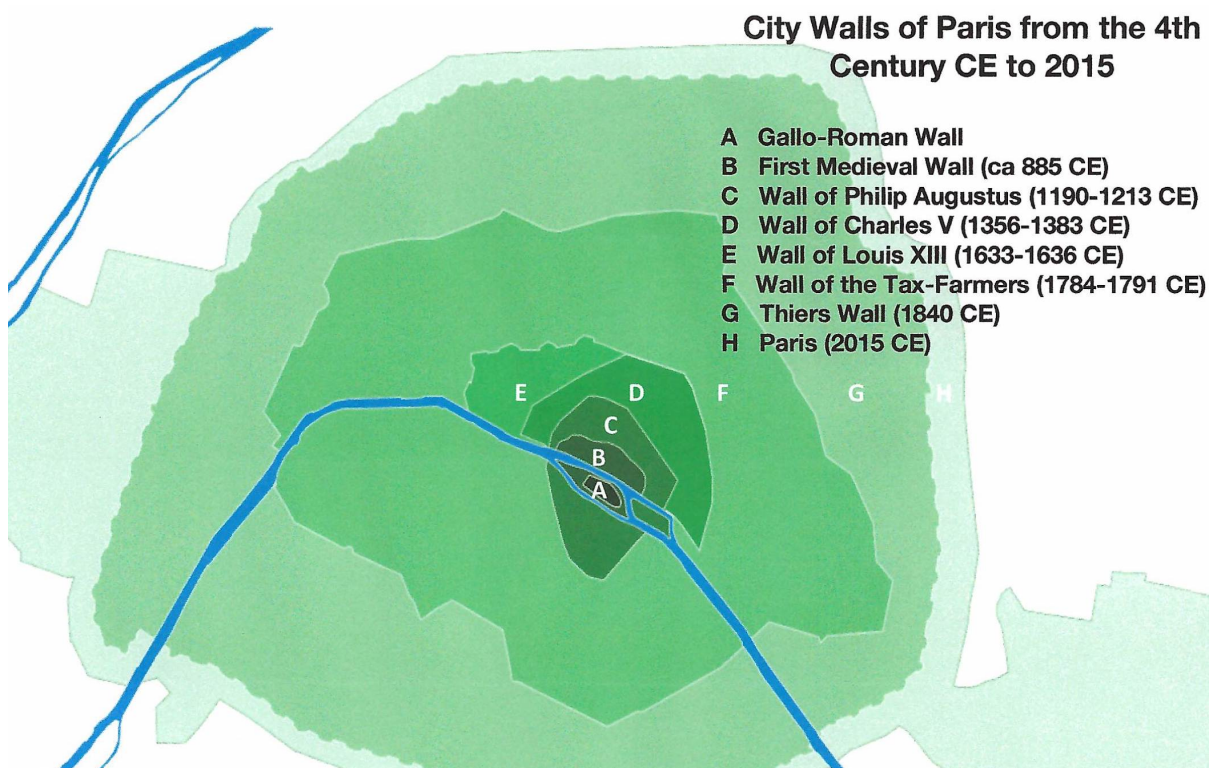 City Walls of Paris from the 4th
Century CE to 2015
A Gallo-Roman Wall
B First Medieval Wall (ca 885 CE)
C Wall of Philip Augustus (1190-1213 CE)
D Wall of Charles V (1356-1383 CE)
E Wall of Louis XIII (1633-1636 CE)
F Wall of the Tax-Farmers (1784-1791 CE)
G Thiers Wall (1840 CE)
H Paris (2015 CE)
E D F G H
C
B
A